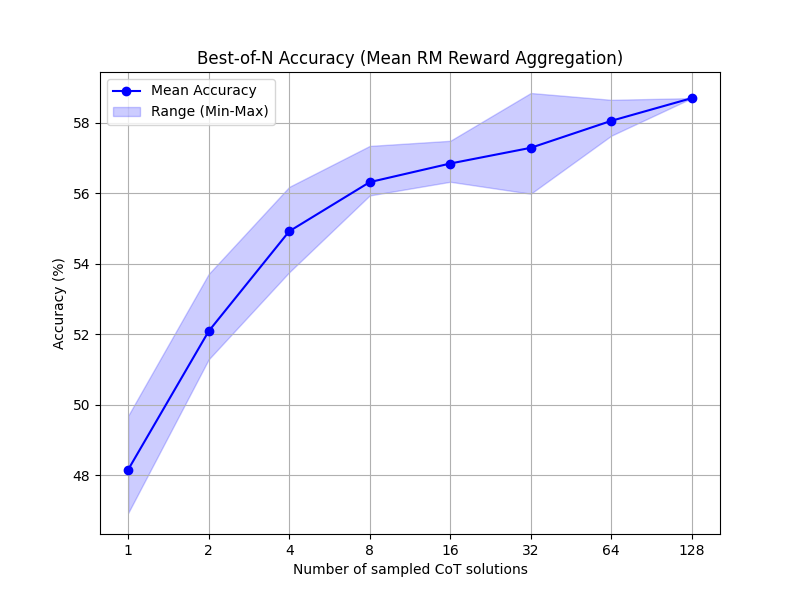 Best-of-N Accuracy (Mean RM Reward Aggregation)
Mean Accuracy
Range (Min-Max)
Accuracy (%)
58
56
54
52
50
48
1 2 4 8 16 32 64 128
Number of sampled CoT solutions